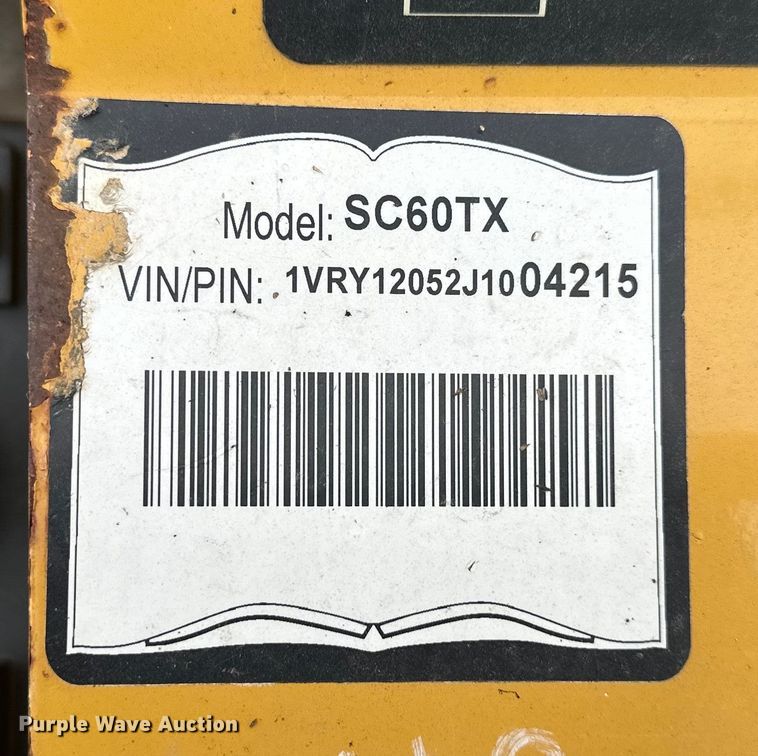 Model: SC60TX
VIN/PIN: 1VRY12052J1004215
Purple Wave Auction